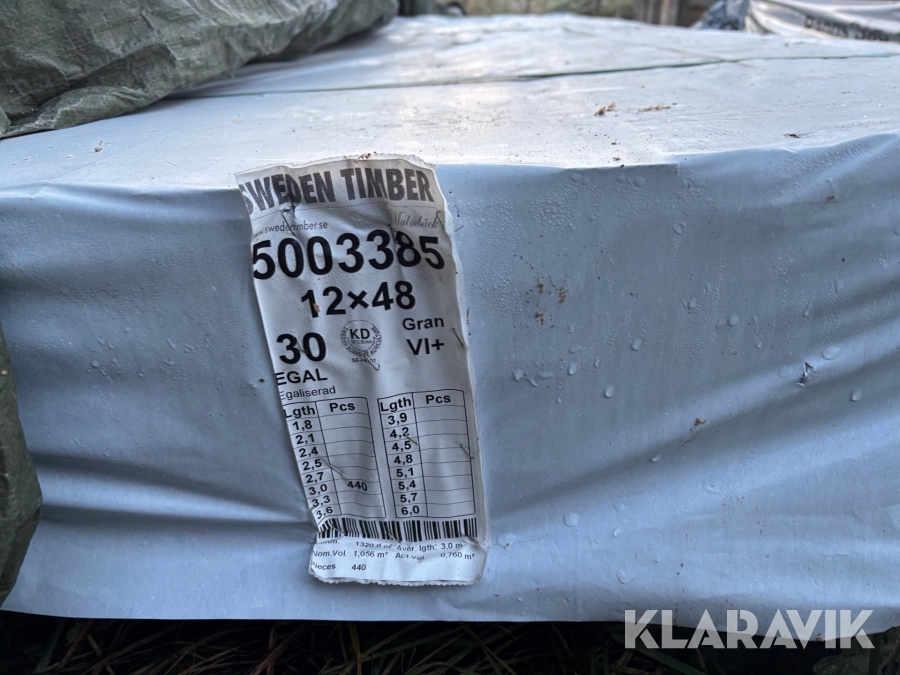 SWEDEN TIMBER
www.swedentimber.se Malmbäck
5003385
12×48
30 KD Gran
VI+
EGAL
Egaliserad
Lgth Pcs Lgth Pcs
1,8 3,9
2,1 4,2
2,4 4,5
2,5 4,8
2,7 5,1
3,0 440 5,4
3,3 5,7
3,6 6,0
Aver. lgth: 3.0 m
Nom.Vol 1,056 m³ Act.Vol 0,760 m³
Pieces 440
KLARAVIK